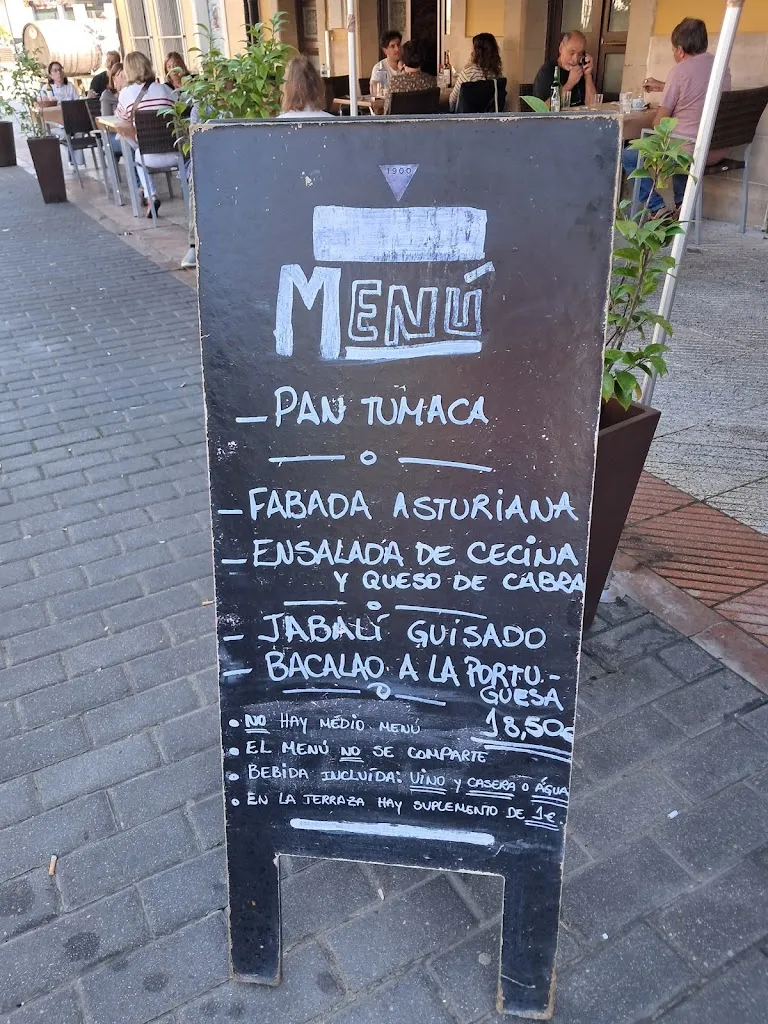 1900
MENÚ
– PAN TUMACA
– FABADA ASTURIANA
– ENSALADA DE CECINA
Y QUESO DE CABRA
– JABALÍ GUISADO
– BACALAO A LA PORTU-
GUESA
• NO HAY MEDIO MENÚ 18,50€
• EL MENÚ NO SE COMPARTE
• BEBIDA INCLUÍDA: VINO Y CASERA O ÁGUA
• EN LA TERRAZA HAY SUPLEMENTO DE 1€